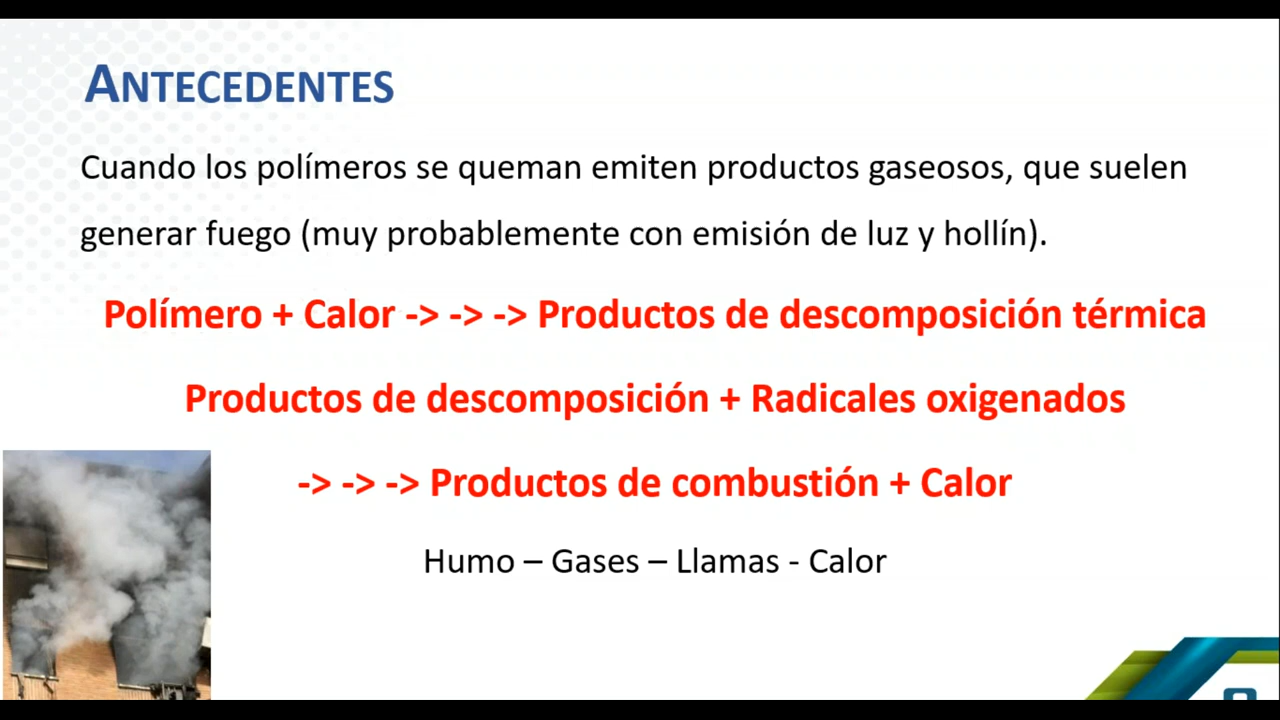 ANTECEDENTES
Cuando los polímeros se queman emiten productos gaseosos, que suelen
generar fuego (muy probablemente con emisión de luz y hollín).
Polímero + Calor -> -> -> Productos de descomposición térmica
Productos de descomposición + Radicales oxigenados
-> -> -> Productos de combustión + Calor
Humo – Gases – Llamas - Calor